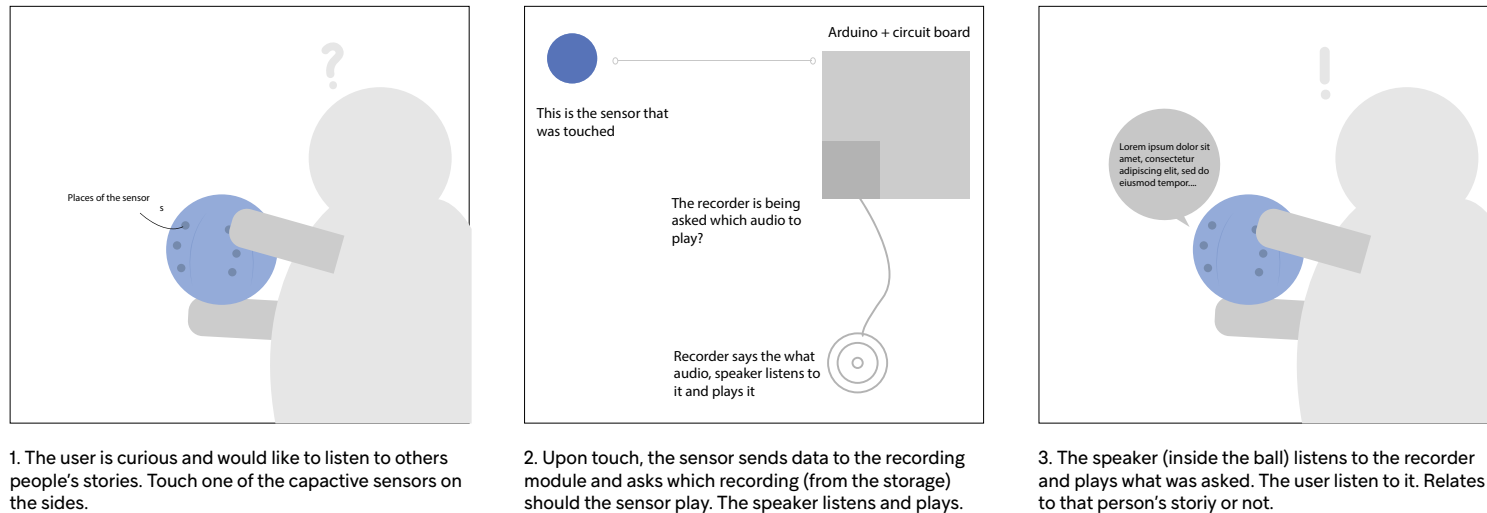 ?
Places of the sensor
s
1. The user is curious and would like to listen to others
people's stories. Touch one of the capactive sensors on
the sides.
Arduino + circuit board
This is the sensor that
was touched
The recorder is being
asked which audio to
play?
Recorder says the what
audio, speaker listens to
it and plays it
2. Upon touch, the sensor sends data to the recording
module and asks which recording (from the storage)
should the sensor play. The speaker listens and plays.
!
Lorem ipsum dolor sit
amet, consectetur
adipiscing elit, sed do
eiusmod tempor....
3. The speaker (inside the ball) listens to the recorder
and plays what was asked. The user listen to it. Relates
to that person's storiy or not.